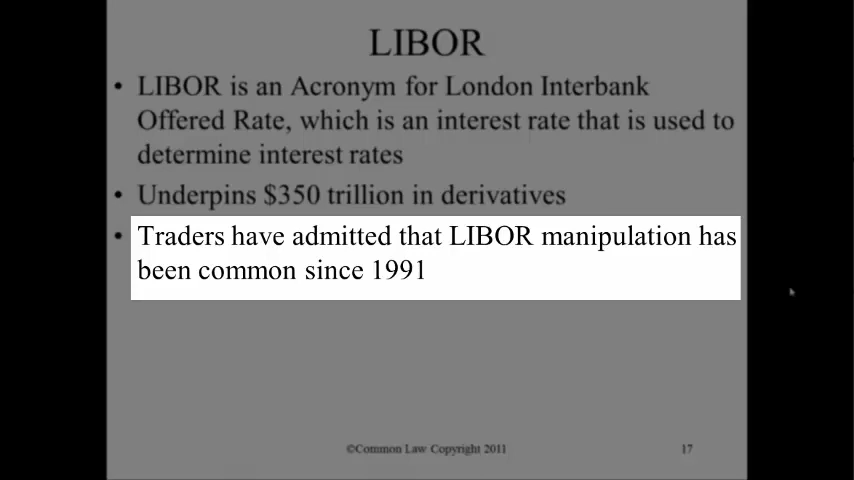 LIBOR
• LIBOR is an Acronym for London Interbank
Offered Rate, which is an interest rate that is used to
determine interest rates
• Underpins $350 trillion in derivatives
• Traders have admitted that LIBOR manipulation has
been common since 1991
©Common Law Copyright 2011
17